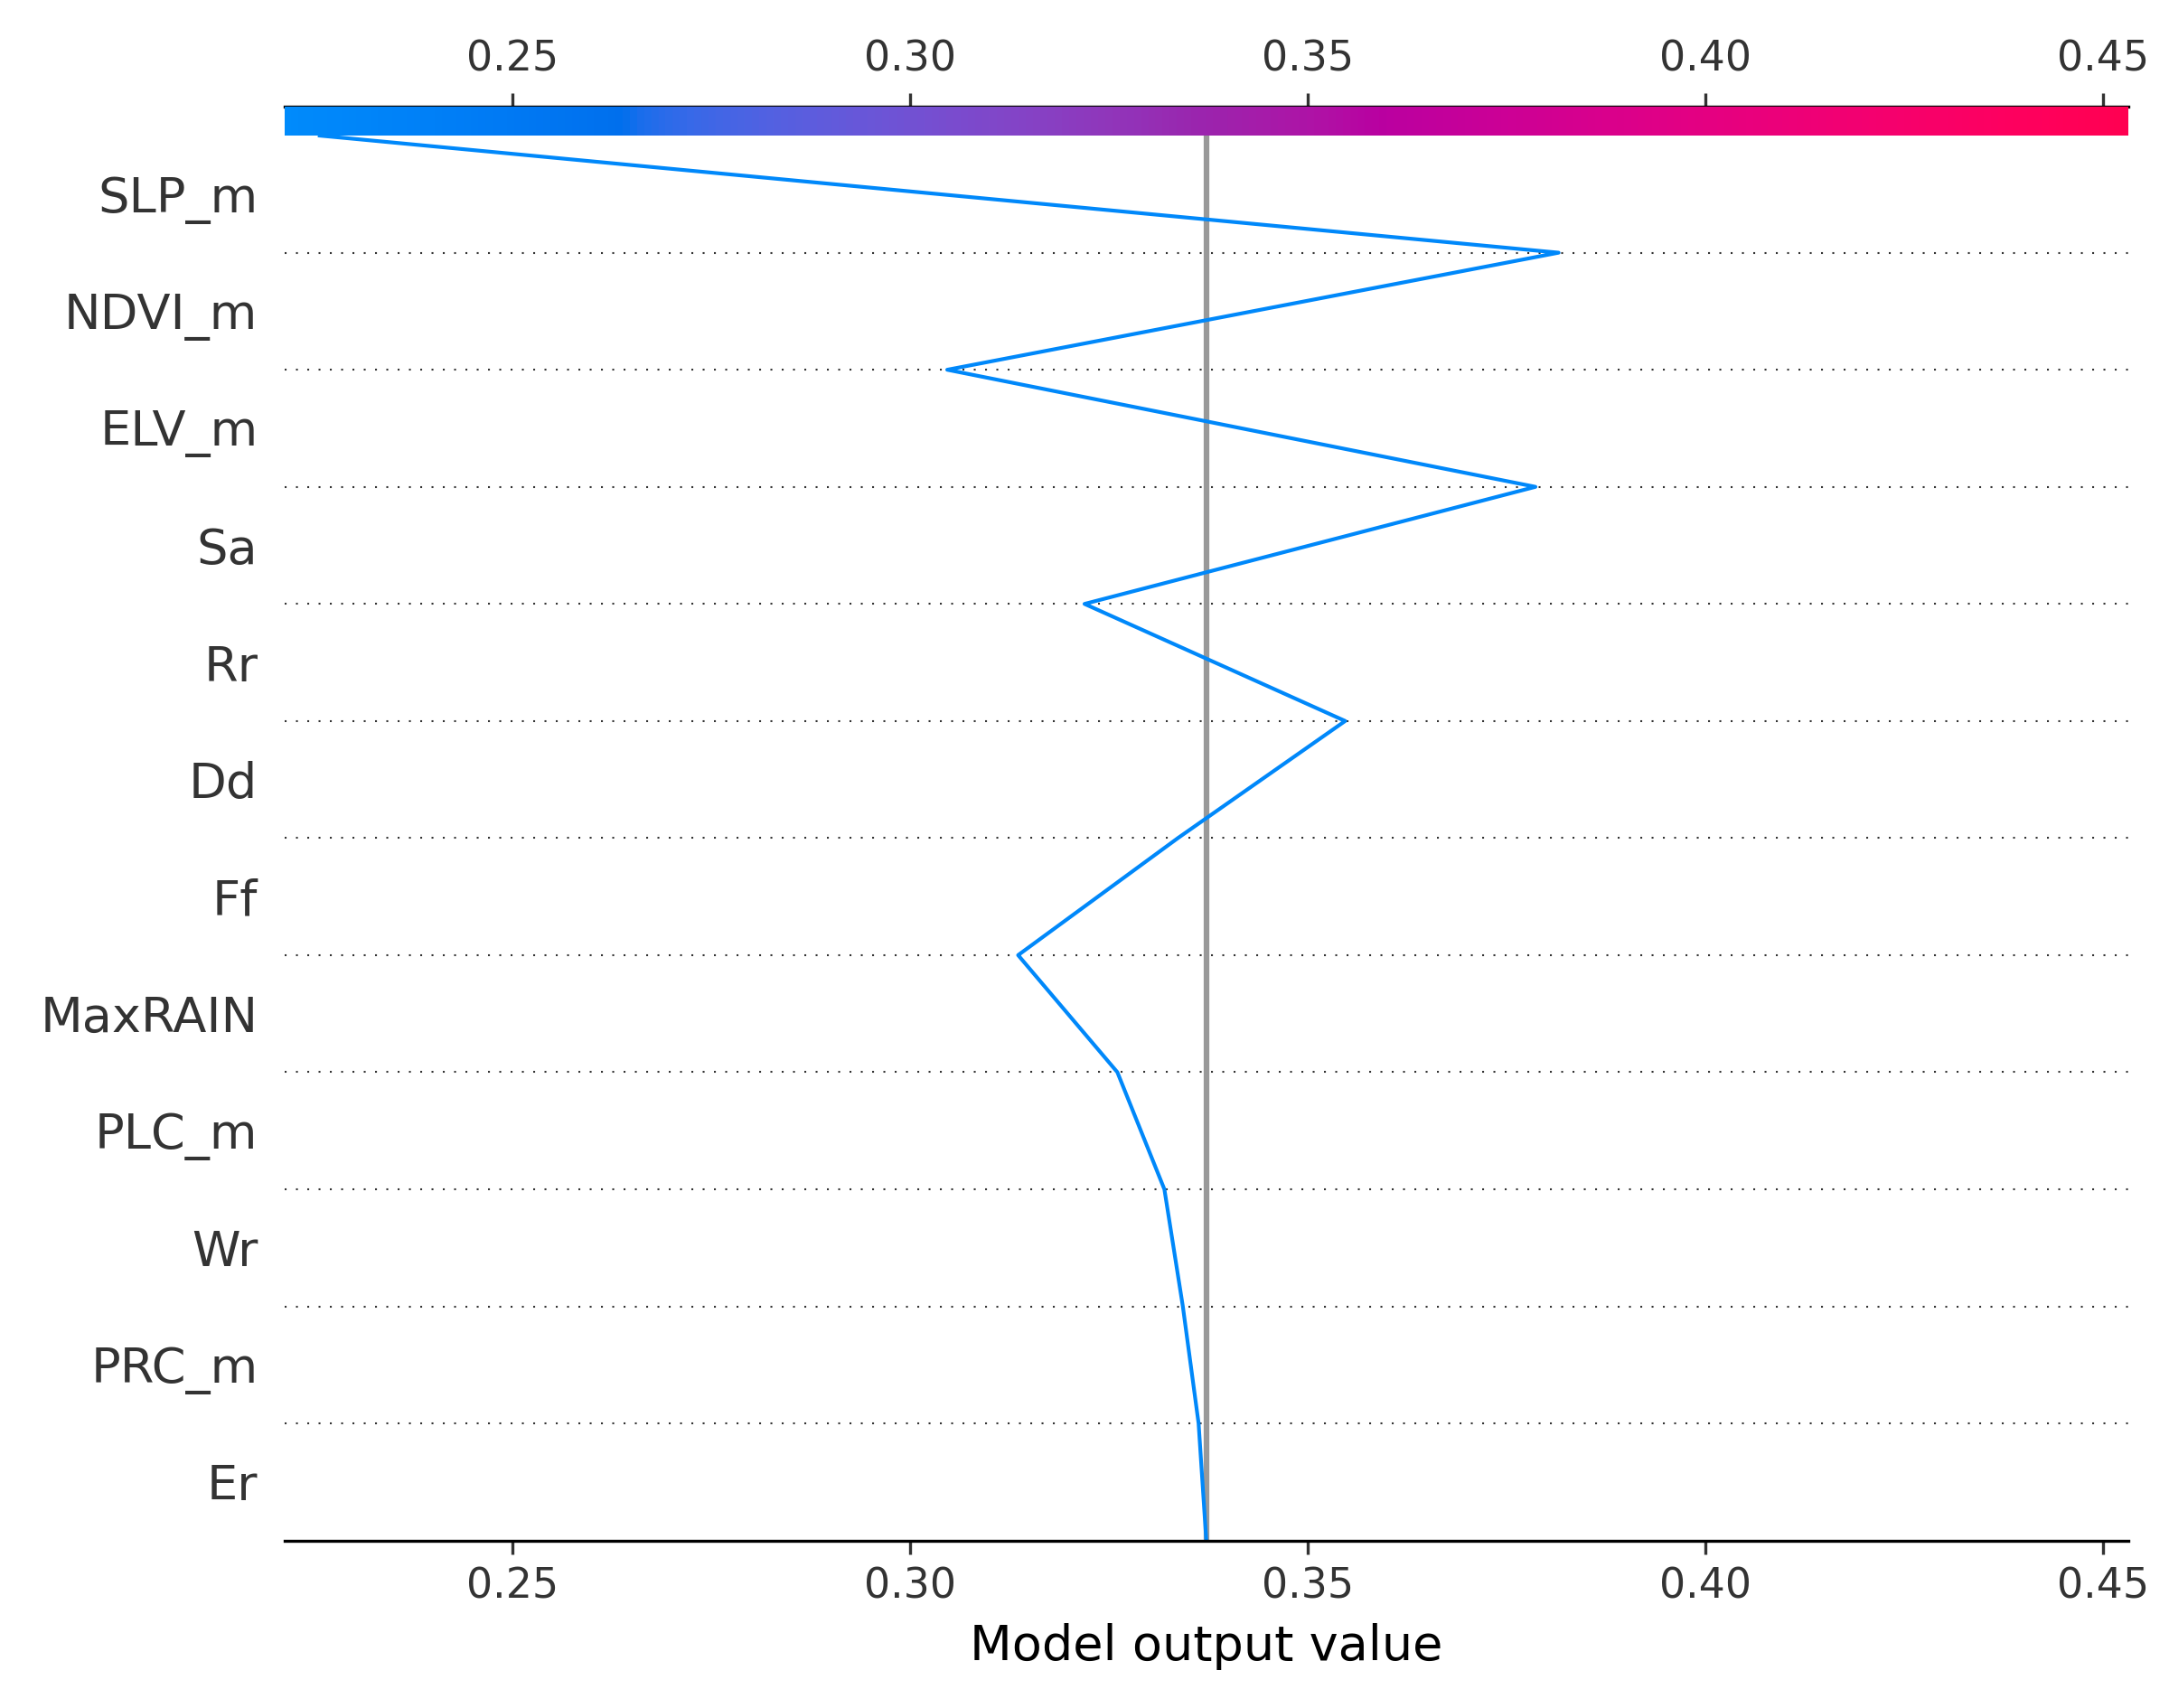 0.25 0.30 0.35 0.40 0.45
SLP_m
NDVI_m
ELV_m
Sa
Rr
Dd
Ff
MaxRAIN
PLC_m
Wr
PRC_m
Er
0.25 0.30 0.35 0.40 0.45
Model output value